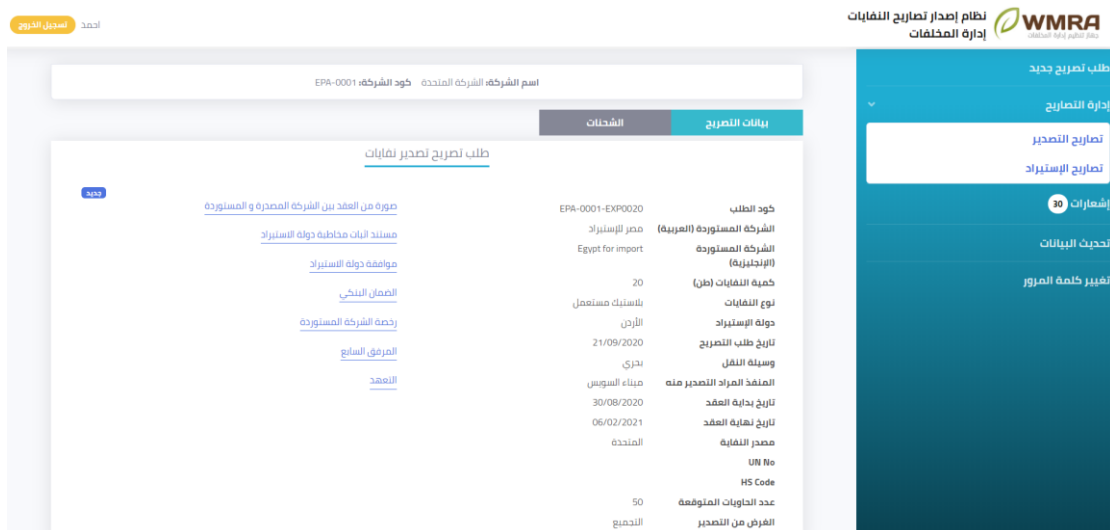 WMRA
جهاز تنظيم إدارة المخلفات
نظام إصدار تصاريح النفايات
إدارة المخلفات
احمد
تسجيل الخروج
طلب تصريح جديد
إدارة التصاريح
تصاريح التصدير
تصاريح الإستيراد
إشعارات 30
تحديث البيانات
تغيير كلمة المرور
اسم الشركة: الشركة المتحدة كود الشركة: EPA-0001
بيانات التصريح
الشحنات
طلب تصريح تصدير نفايات
جديد
كود الطلب EPA-0001-EXP0020
الشركة المستوردة (العربية) مصر للإستيراد
الشركة المستوردة (الإنجليزية) Egypt for import
كمية النفايات (طن) 20
نوع النفايات بلاستيك مستعمل
دولة الإستيراد الأردن
تاريخ طلب التصريح 21/09/2020
وسيلة النقل بحري
المنفذ المراد التصدير منه ميناء السويس
تاريخ بداية العقد 30/08/2020
تاريخ نهاية العقد 06/02/2021
مصدر النفاية المتحدة
UN No
HS Code
عدد الحاويات المتوقعة 50
الغرض من التصدير التجميع
صورة من العقد بين الشركة المصدرة و المستوردة
مستند اثبات مخاطبة دولة الاستيراد
موافقة دولة الاستيراد
الضمان البنكي
رخصة الشركة المستوردة
المرفق السابع
التعهد